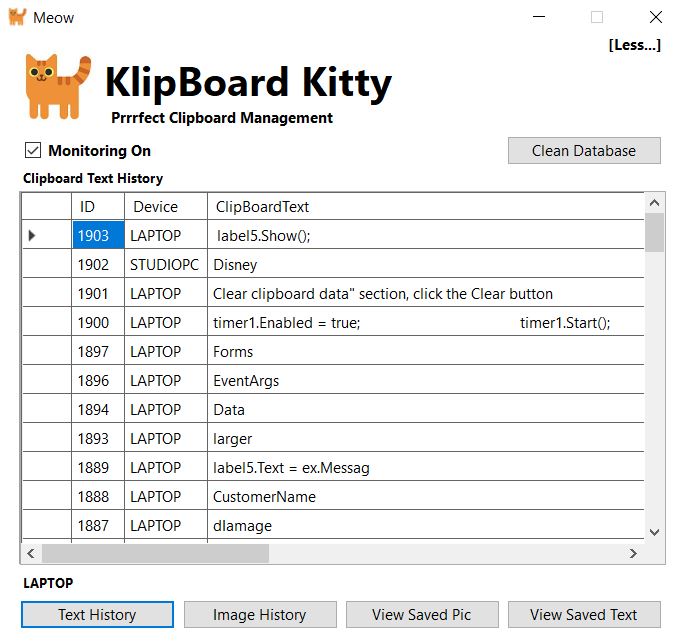 Meow
[Less...]
KlipBoard Kitty
Prrrfect Clipboard Management
Monitoring On
Clean Database
Clipboard Text History
ID Device ClipBoardText
1903 LAPTOP label5.Show();
1902 STUDIOPC Disney
1901 LAPTOP Clear clipboard data" section, click the Clear button
1900 LAPTOP timer1.Enabled = true; timer1.Start();
1897 LAPTOP Forms
1896 LAPTOP EventArgs
1894 LAPTOP Data
1893 LAPTOP larger
1889 LAPTOP label5.Text = ex.Messag
1888 LAPTOP CustomerName
1887 LAPTOP dIamage
LAPTOP
Text History Image History View Saved Pic View Saved Text